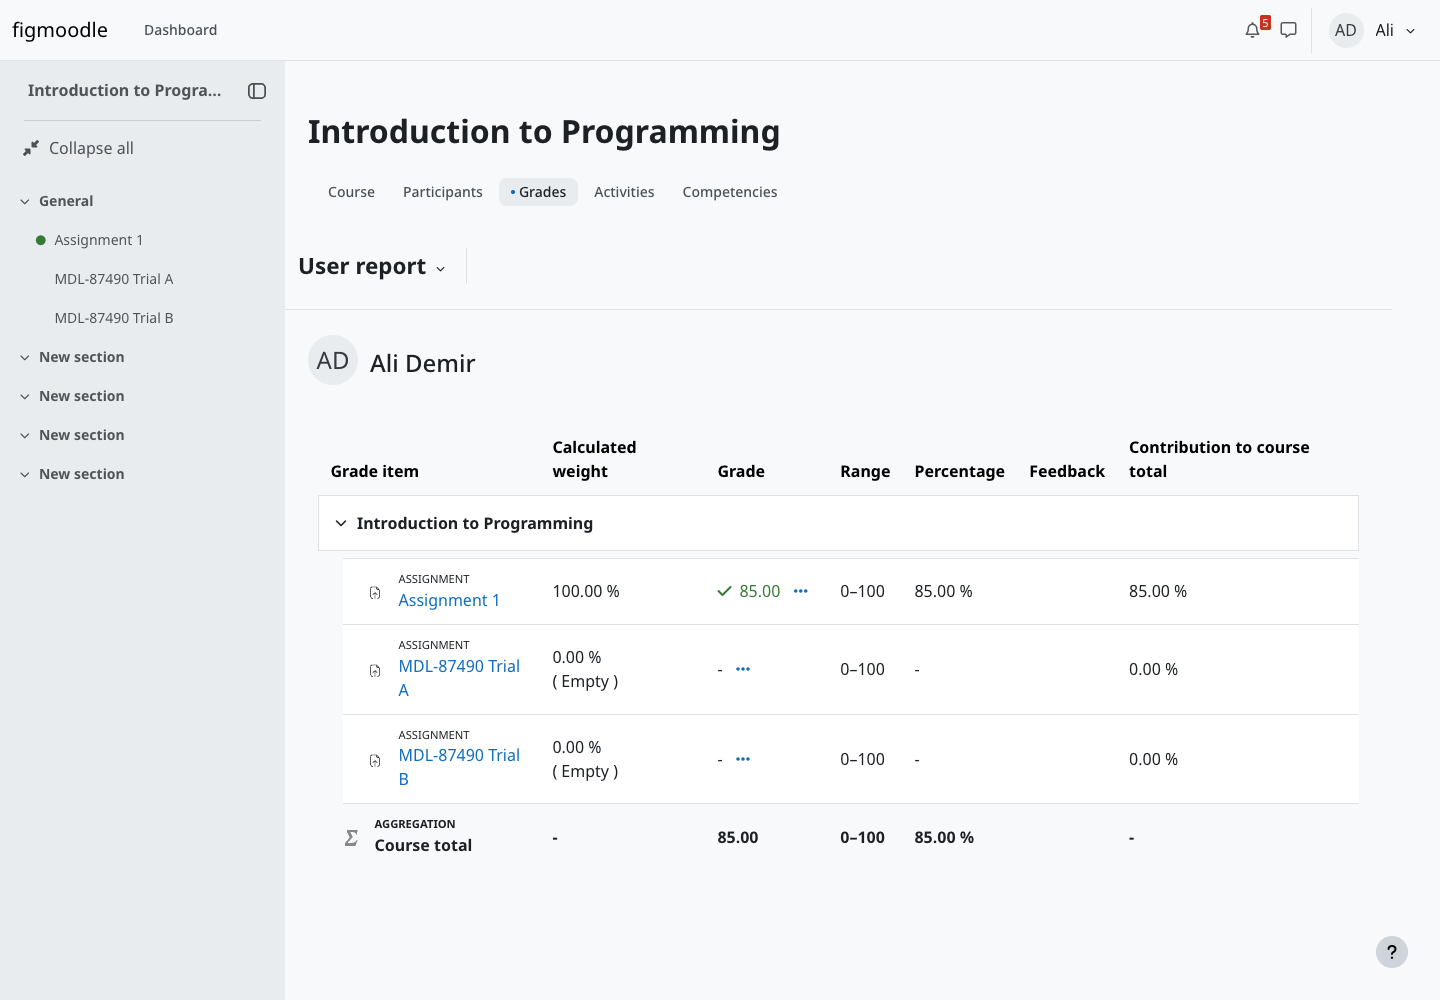 figmoodle
Dashboard
5
AD
Ali
Introduction to Progra...
Collapse all
General
Assignment 1
MDL-87490 Trial A
MDL-87490 Trial B
New section
New section
New section
New section
Introduction to Programming
Course Participants Grades Activities Competencies
User report
AD
Ali Demir
Calculated Contribution to course
Grade item weight Grade Range Percentage Feedback total
Introduction to Programming
ASSIGNMENT
Assignment 1 100.00 % 85.00 ••• 0–100 85.00 % 85.00 %
ASSIGNMENT
MDL-87490 Trial
A
0.00 %
( Empty )
- ••• 0–100 - 0.00 %
ASSIGNMENT
MDL-87490 Trial
B
0.00 %
( Empty )
- ••• 0–100 - 0.00 %
Σ
AGGREGATION
Course total - 85.00 0–100 85.00 % -
?